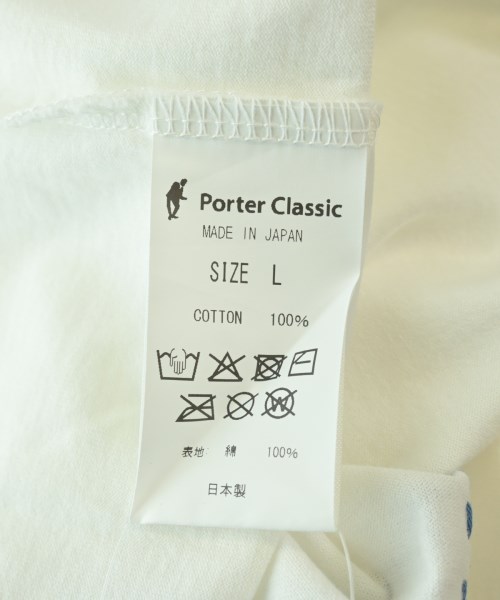 Porter Classic
MADE IN JAPAN
SIZE L
COTTON 100%
表地 綿 100%
日本製